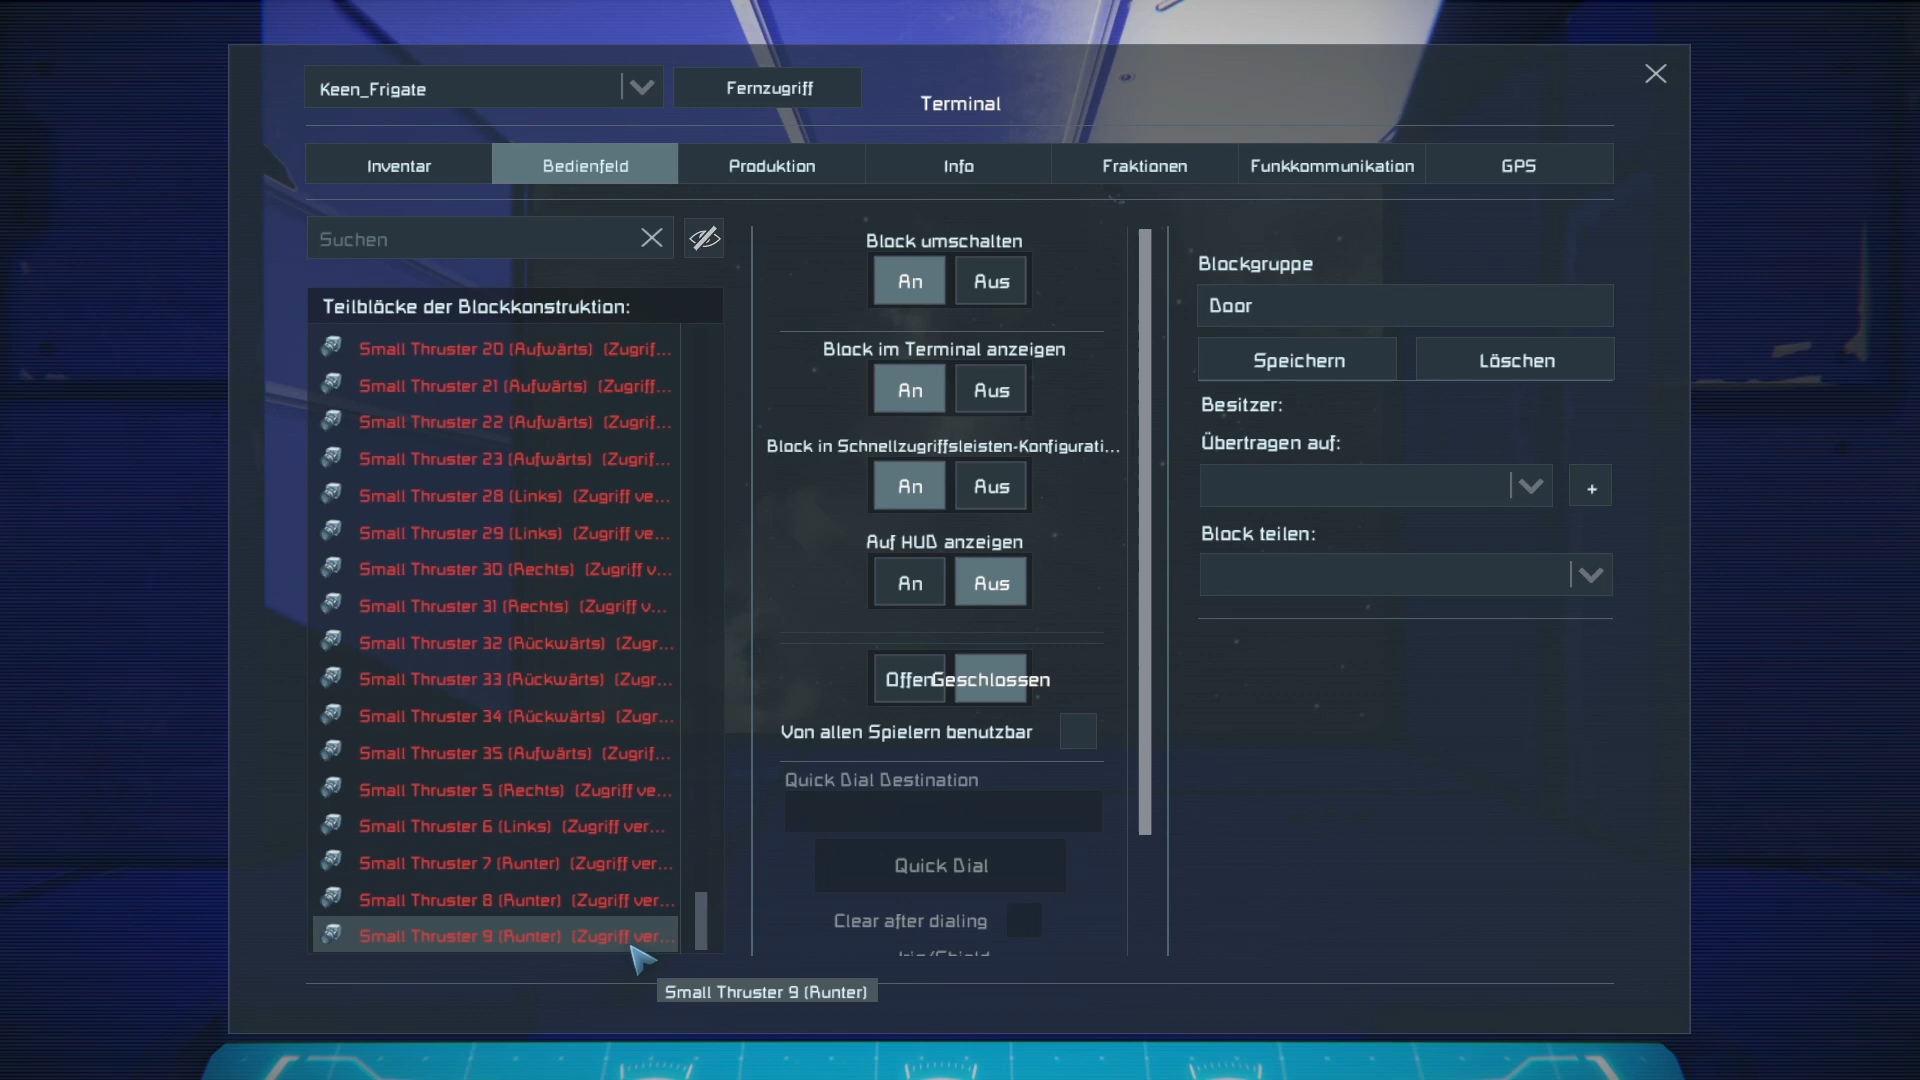 Keen_Frigate
Fernzugriff
Terminal
Inventar
Bedienfeld
Produktion
Info
Fraktionen
Funkkommunikation
GPS
Suchen
Teilblöcke der Blockkonstruktion:
Small Thruster 20 (Aufwärts) (Zugrif...
Small Thruster 21 (Aufwärts) (Zugriff...
Small Thruster 22 (Aufwärts) (Zugrif...
Small Thruster 23 (Aufwärts) (Zugrif...
Small Thruster 28 (Links) (Zugriff ve...
Small Thruster 29 (Links) (Zugriff ve...
Small Thruster 30 (Rechts) (Zugriff v...
Small Thruster 31 (Rechts) (Zugriff v...
Small Thruster 32 (Rückwärts) (Zugr...
Small Thruster 33 (Rückwärts) (Zugr...
Small Thruster 34 (Rückwärts) (Zugr...
Small Thruster 35 (Aufwärts) (Zugrif...
Small Thruster 5 (Rechts) (Zugriff ve...
Small Thruster 6 (Links) (Zugriff ver...
Small Thruster 7 (Runter) (Zugriff ver...
Small Thruster 8 (Runter) (Zugriff ver...
Small Thruster 9 (Runter) (Zugriff ver...
Small Thruster 9 (Runter)
Block umschalten
An Aus
Block im Terminal anzeigen
An Aus
Block in Schnellzugriffsleisten-Konfigurati...
An Aus
Auf HUD anzeigen
An Aus
Offen Geschlossen
Von allen Spielern benutzbar
Quick Dial Destination
Quick Dial
Clear after dialing
Blockgruppe
Door
Speichern
Löschen
Besitzer:
Übertragen auf:
+
Block teilen: